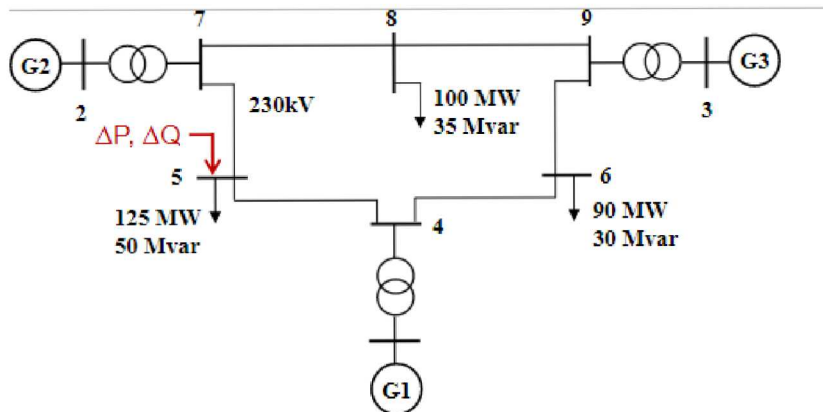 7
8
9
G2
G3
2
230kV
100 MW
35 Mvar
3
ΔP, ΔQ
5
6
125 MW
50 Mvar
4
90 MW
30 Mvar
G1